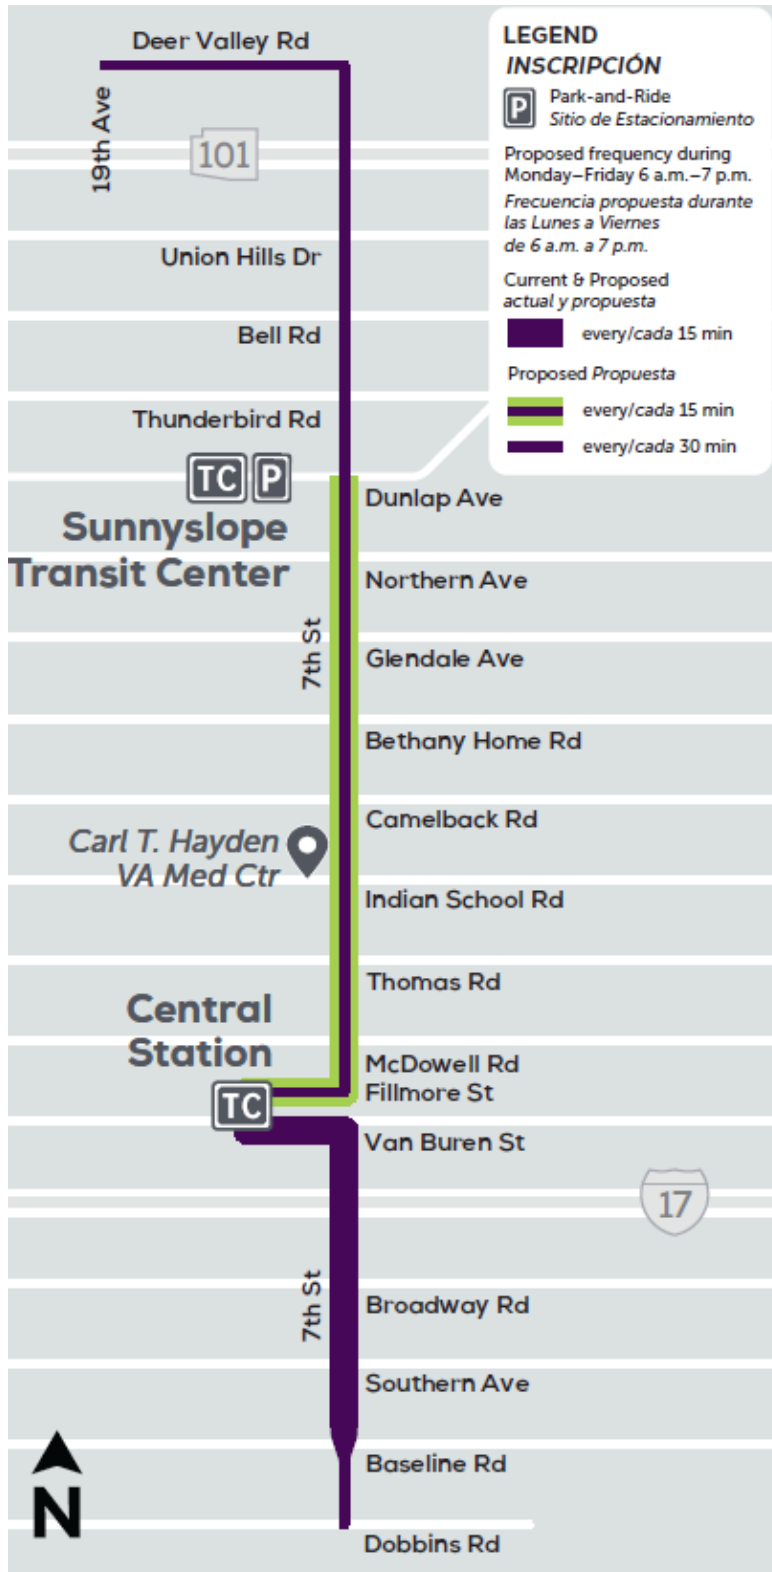 Deer Valley Rd
19th Ave
101
Union Hills Dr
Bell Rd
Thunderbird Rd
LEGEND
INSCRIPCIÓN
P
Park-and-Ride
Sitio de Estacionamiento
Proposed frequency during
Monday–Friday 6 a.m.–7 p.m.
Frecuencia propuesta durante
las Lunes a Viernes
de 6 a.m. a 7 p.m.
Current & Proposed
actual y propuesta
every/cada 15 min
Proposed Propuesta
every/cada 15 min
every/cada 30 min
TC P
Sunnyslope
Transit Center
Dunlap Ave
Northern Ave
7th St
Glendale Ave
Bethany Home Rd
Camelback Rd
Carl T. Hayden
VA Med Ctr
Indian School Rd
Thomas Rd
Central
Station
TC
McDowell Rd
Fillmore St
Van Buren St
17
7th St
Broadway Rd
Southern Ave
Baseline Rd
N
Dobbins Rd